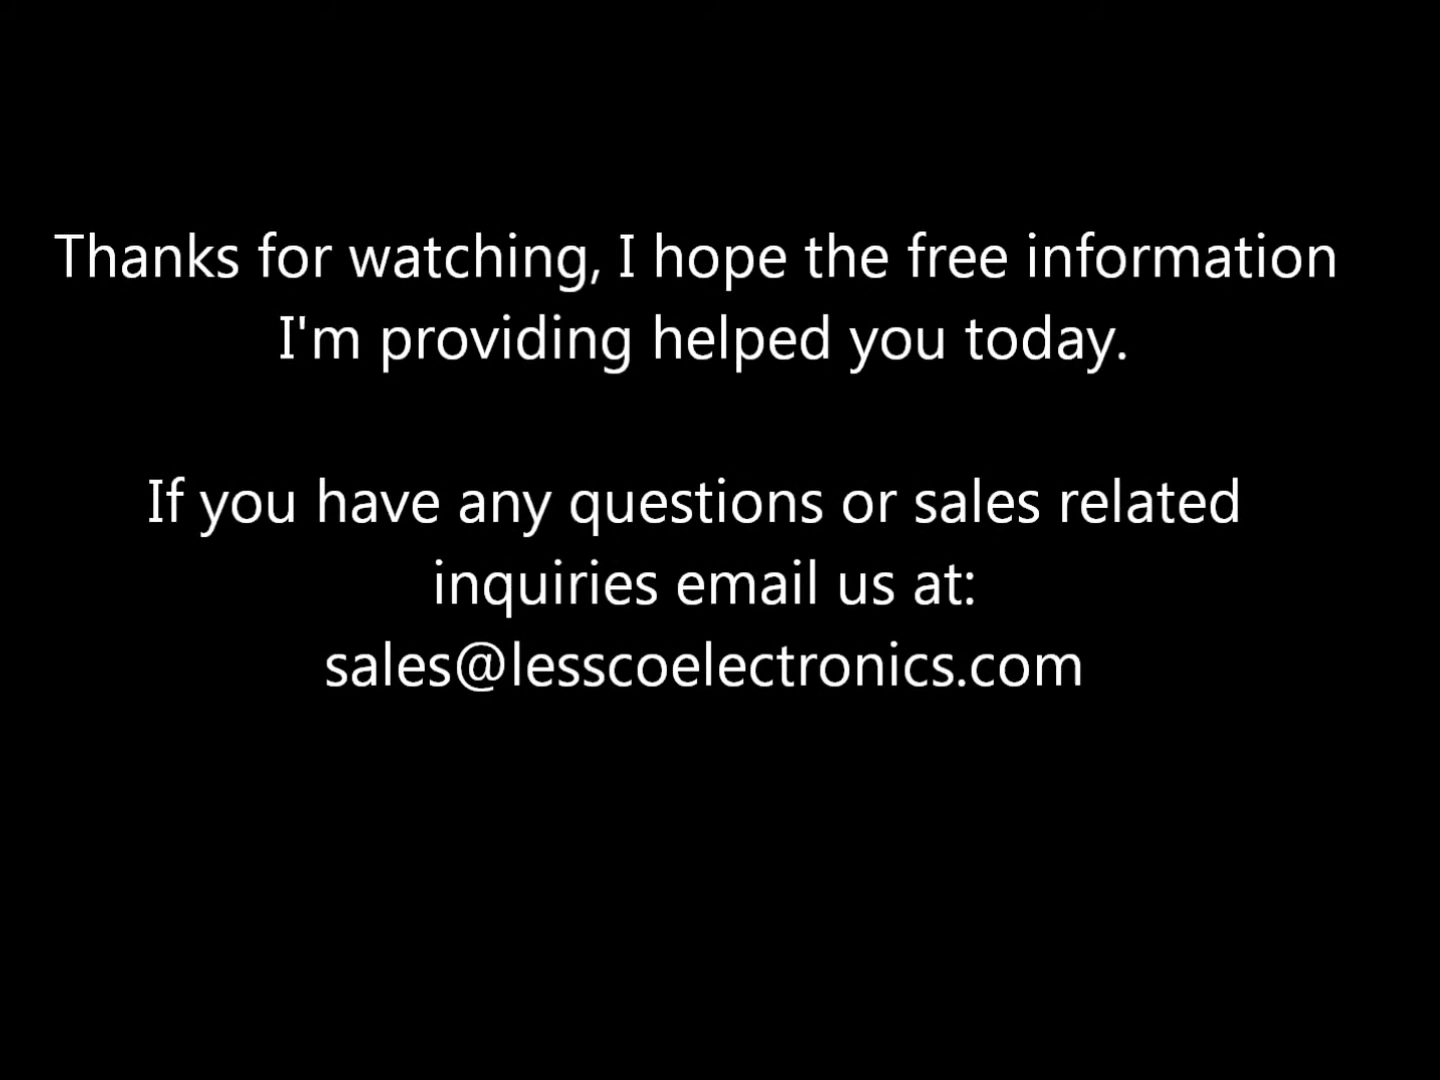 Thanks for watching, I hope the free information
I'm providing helped you today.
If you have any questions or sales related
inquiries email us at:
sales@lesscoelectronics.com